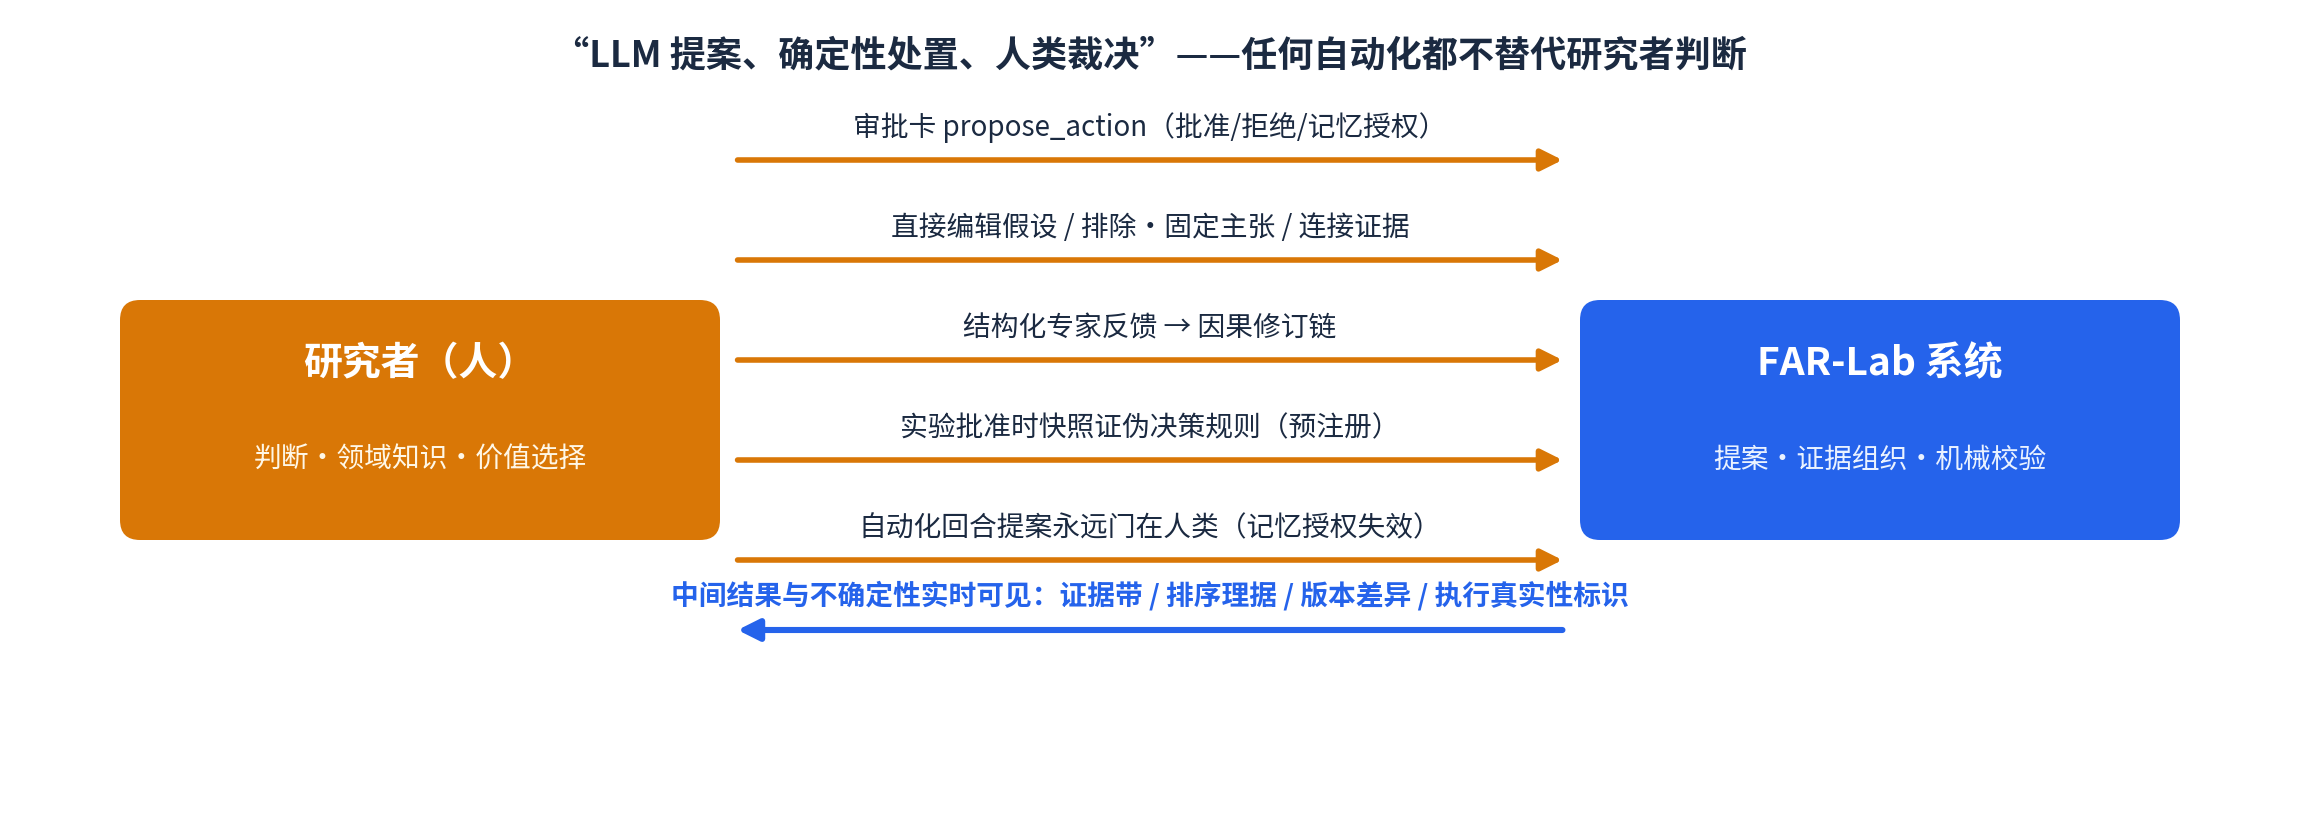 “LLM 提案、确定性处置、人类裁决”——任何自动化都不替代研究者判断
审批卡 propose_action（批准/拒绝/记忆授权）
直接编辑假设 / 排除·固定主张 / 连接证据
结构化专家反馈 → 因果修订链
实验批准时快照证伪决策规则（预注册）
自动化回合提案永远门在人类（记忆授权失效）
中间结果与不确定性实时可见：证据带 / 排序理据 / 版本差异 / 执行真实性标识
研究者（人）
判断·领域知识·价值选择
FAR-Lab 系统
提案·证据组织·机械校验